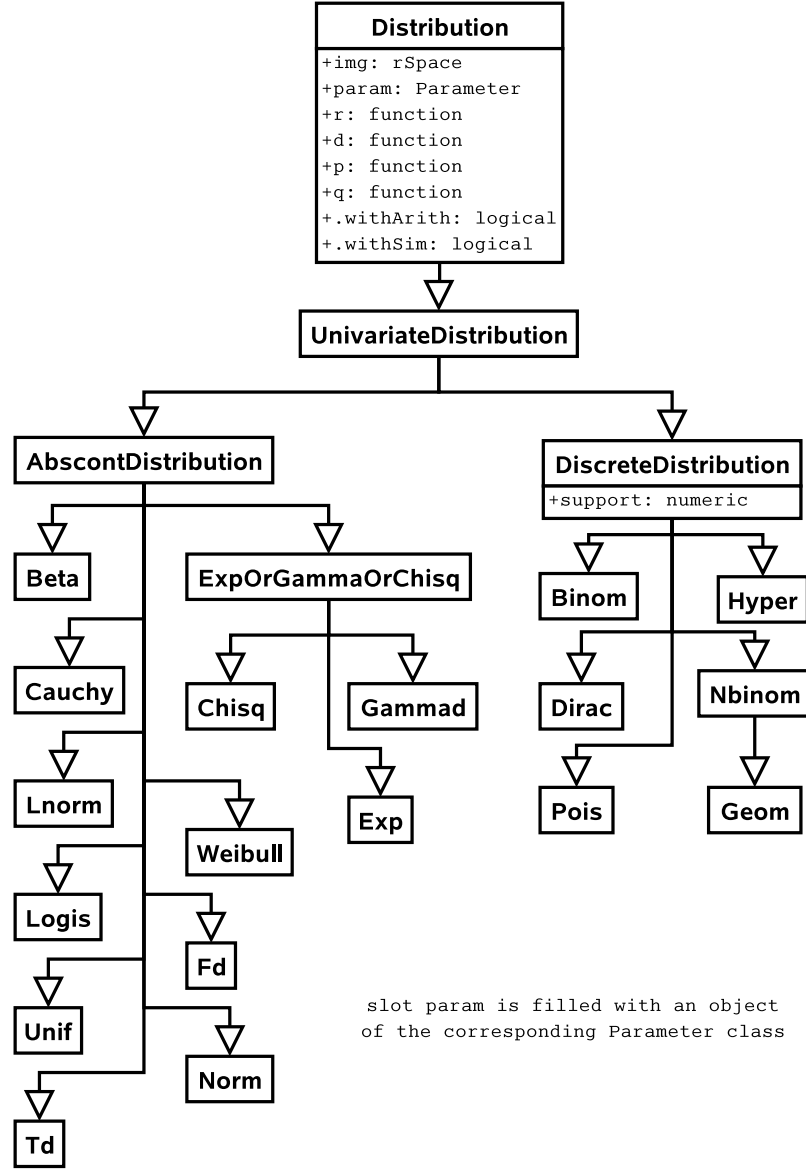 Distribution
+img: rSpace
+param: Parameter
+r: function
+d: function
+p: function
+q: function
+.withArith: logical
+.withSim: logical
UnivariateDistribution
AbscontDistribution
DiscreteDistribution
+support: numeric
Beta
ExpOrGammaOrChisq
Binom
Hyper
Cauchy
Chisq
Gammad
Dirac
Nbinom
Lnorm
Weibull
Exp
Pois
Geom
Logis
Fd
Unif
Norm
Td
slot param is filled with an object
of the corresponding Parameter class